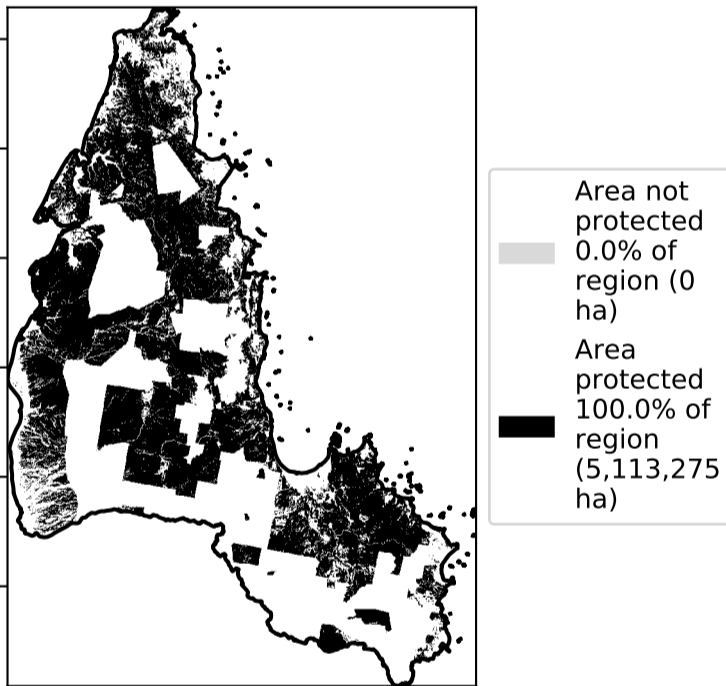 Area not
protected
0.0% of
region (0
ha)
Area
protected
100.0% of
region
(5,113,275
ha)